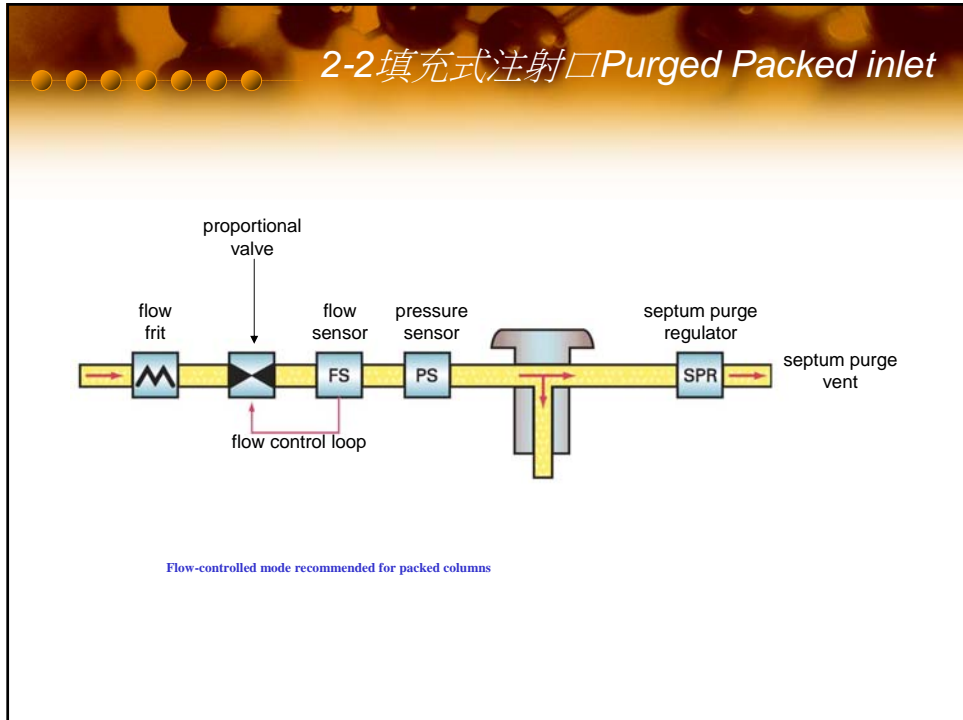 2-2填充式注射口Purged Packed inlet
proportional
valve
flow
frit
flow
sensor
pressure
sensor
septum purge
regulator
septum purge
vent
FS
PS
SPR
flow control loop
Flow-controlled mode recommended for packed columns